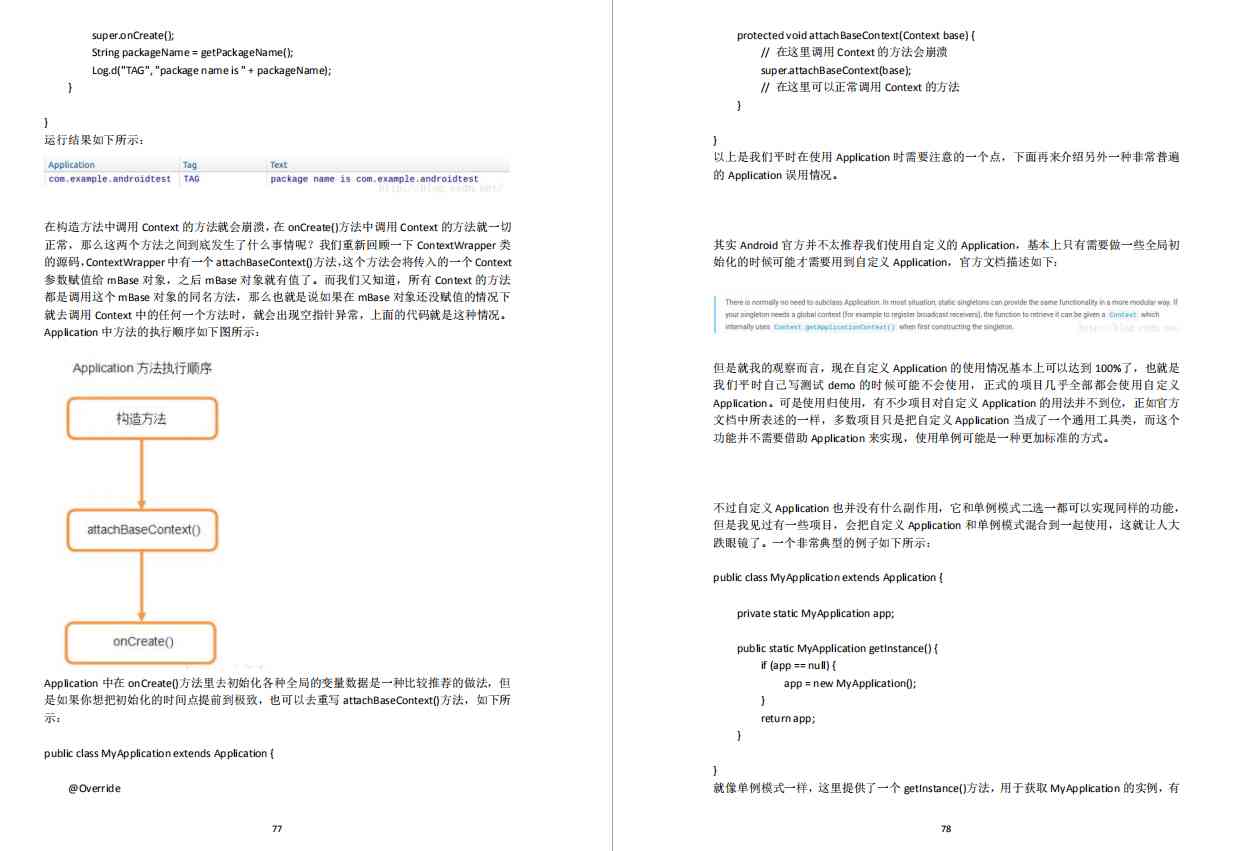 super.onCreate();
String packageName = getPackageName();
Log.d("TAG", "package name is " + packageName);
}
}
运行结果如下所示：
Application Tag Text
com.example.androidtest TAG package name is com.example.androidtest
http://blog.csdn.net/
在构造方法中调用 Context 的方法就会崩溃，在 onCreate()方法中调用 Context 的方法就一切
正常，那么这两个方法之间到底发生了什么事情呢？我们重新回顾一下 ContextWrapper 类
的源码，ContextWrapper 中有一个 attachBaseContext()方法，这个方法会将传入的一个 Context
参数赋值给 mBase 对象，之后 mBase 对象就有值了。而我们又知道，所有 Context 的方法
都是调用这个 mBase 对象的同名方法，那么也就是说如果在 mBase 对象还没赋值的情况下
就去调用 Context 中的任何一个方法时，就会出现空指针异常，上面的代码就是这种情况。
Application 中方法的执行顺序如下图所示：
Application 方法执行顺序
构造方法
attachBaseContext()
onCreate()
Application 中在 onCreate()方法里去初始化各种全局的变量数据是一种比较推荐的做法，但
是如果你想把初始化的时间点提前到极致，也可以去重写 attachBaseContext()方法，如下所
示：
public class MyApplication extends Application {
@Override
77
protected void attachBaseContext(Context base) {
// 在这里调用 Context 的方法会崩溃
super.attachBaseContext(base);
// 在这里可以正常调用 Context 的方法
}
}
以上是我们平时在使用 Application 时需要注意的一个点，下面再来介绍另外一种非常普遍
的 Application 误用情况。
其实 Android 官方并不太推荐我们使用自定义的 Application，基本上只有需要做一些全局初
始化的时候可能才需要用到自定义 Application，官方文档描述如下：
There is normally no need to subclass Application. In most situation, static singletons can provide the same functionality in a more modular way. If
your singleton needs a global context (for example to register broadcast receivers), the function to retrieve it can be given a Context which
internally uses Context.getApplicationContext() when first constructing the singleton.
http://blog.csdn.net/
但是就我的观察而言，现在自定义 Application 的使用情况基本上可以达到 100%了，也就是
我们平时自己写测试 demo 的时候可能不会使用，正式的项目几乎全部都会使用自定义
Application。可是使用归使用，有不少项目对自定义 Application 的用法并不到位，正如官方
文档中所表述的一样，多数项目只是把自定义 Application 当成了一个通用工具类，而这个
功能并不需要借助 Application 来实现，使用单例可能是一种更加标准的方式。
不过自定义 Application 也并没有什么副作用，它和单例模式二选一都可以实现同样的功能，
但是我见过有一些项目，会把自定义 Application 和单例模式混合到一起使用，这就让人大
跌眼镜了。一个非常典型的例子如下所示：
public class MyApplication extends Application {
private static MyApplication app;
public static MyApplication getInstance() {
if (app == null) {
app = new MyApplication();
}
return app;
}
}
就像单例模式一样，这里提供了一个 getInstance()方法，用于获取 MyApplication 的实例，有
78